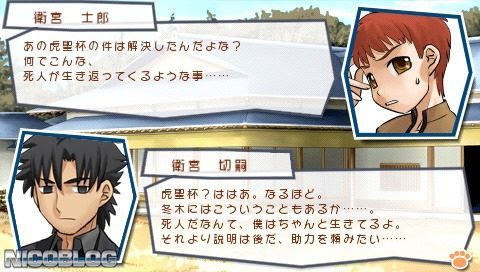 衛宮 士郎
あの虎聖杯の件は解決したんだよな？
何でこんな、
死人が生き返ってくるような事……
衛宮 切嗣
虎聖杯？ははあ。なるほど。
冬木にはこういうこともあるか……。
死人だなんて、僕はちゃんと生きてるよ。
それより説明は後だ、助力を頼みたい……
NICOBLOG